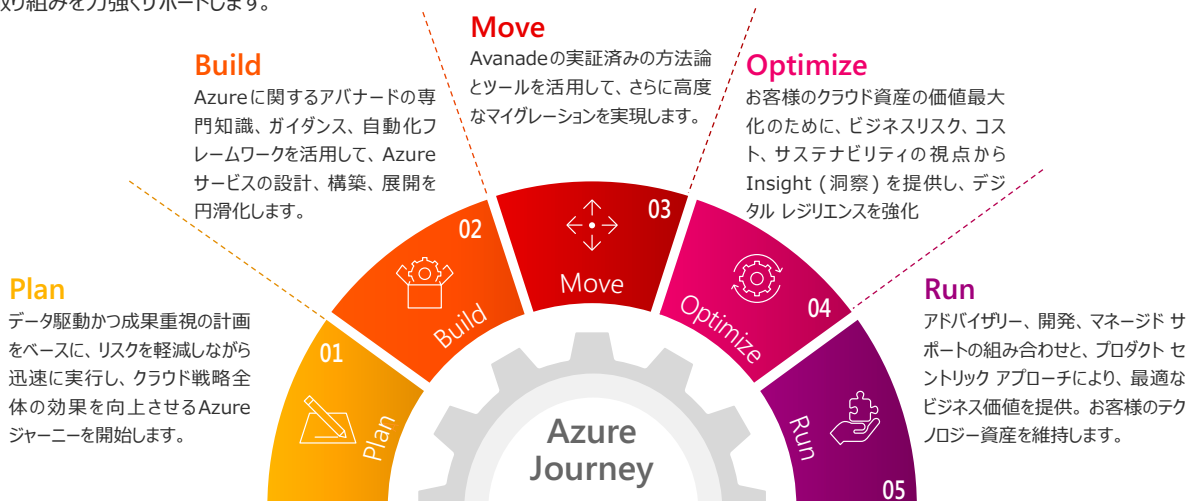 取り組みを力強くサポートします。
Move
Avanadeの実証済みの方法論
とツールを活用して、さらに高度
なマイグレーションを実現します。
Build
Azureに関するアバナードの専
門知識、ガイダンス、自動化フ
レームワークを活用して、Azure
サービスの設計、構築、展開を
円滑化します。
Optimize
お客様のクラウド資産の価値最大
化のために、ビジネスリスク、コス
ト、サステナビリティの視点から
Insight (洞察) を提供し、デジ
タル レジリエンスを強化
Plan
データ駆動かつ成果重視の計画
をベースに、リスクを軽減しながら
迅速に実行し、クラウド戦略全
体の効果を向上させるAzure
ジャーニーを開始します。
Run
アドバイザリー、開発、マネージド サ
ポートの組み合わせと、プロダクト セ
ントリック アプローチにより、最適な
ビジネス価値を提供。お客様のテク
ノロジー資産を維持します。
01
Plan
02
Build
03
Move
04
Optimize
05
Run
Azure
Journey